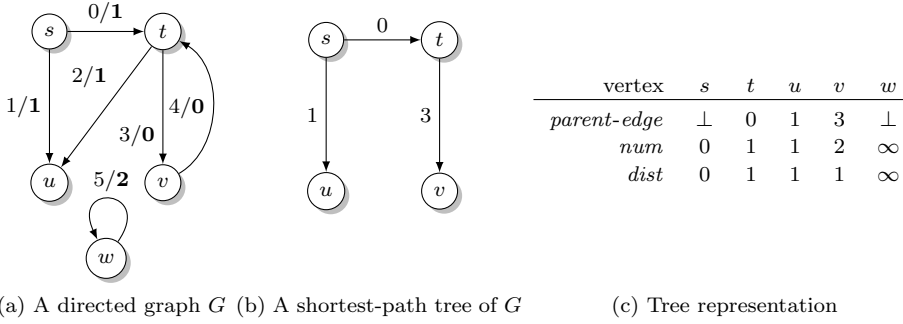 0/1
s t
2/1
1/1 4/0
3/0
u v
5/2
w
0
s t
1 3
u v
vertex s t u v w
parent-edge ⊥ 0 1 3 ⊥
num 0 1 1 2 ∞
dist 0 1 1 1 ∞
(a) A directed graph G (b) A shortest-path tree of G (c) Tree representation